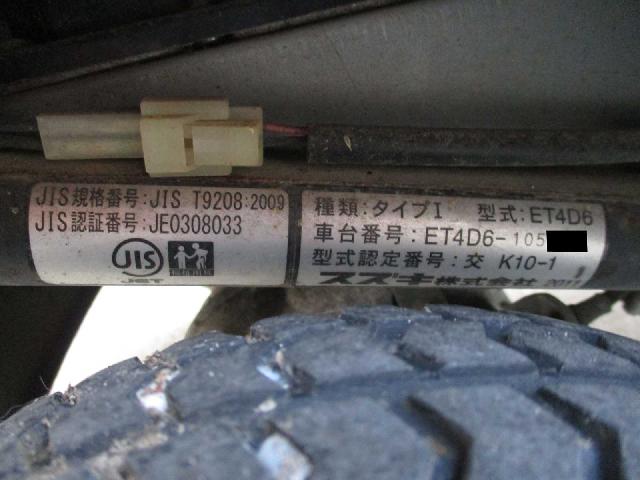 JIS規格番号:JIS T9208:2009
JIS認証番号:JE0308033
JIS
JET
種類:タイプI 型式:ET4D6
車台番号:ET4D6-105
型式認定番号:交 K10-1
スズキ株式会社